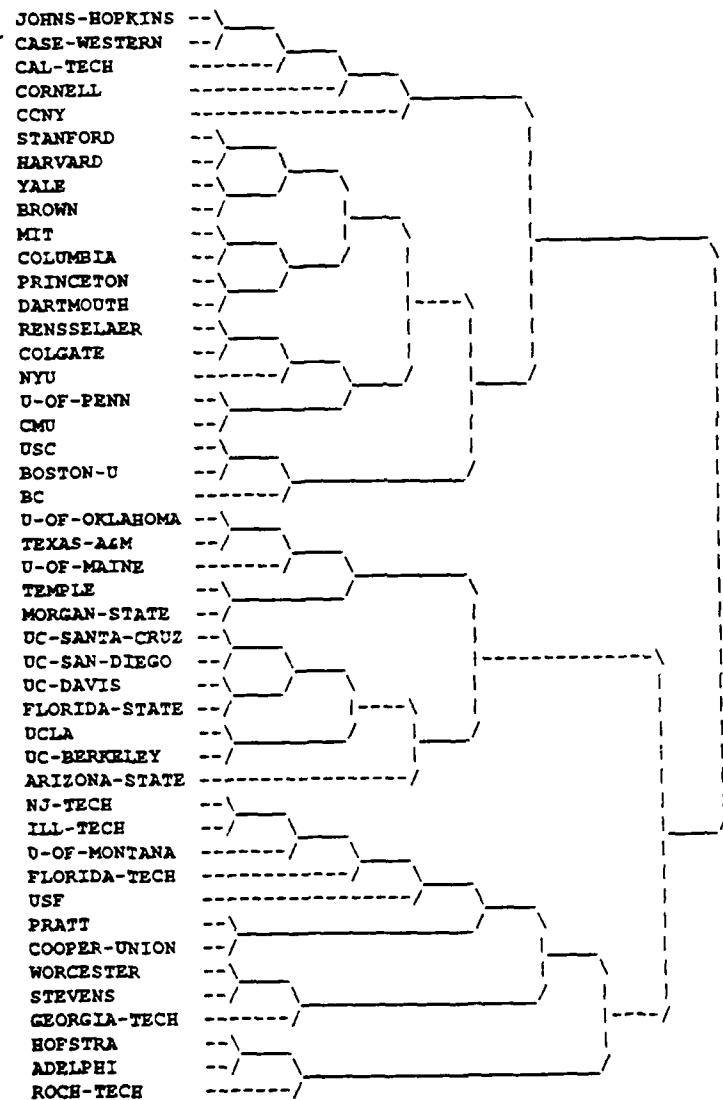 JOHNS-HOPKINS
CASE-WESTERN
CAL-TECH
CORNELL
CCNY
STANFORD
HARVARD
YALE
BROWN
MIT
COLUMBIA
PRINCETON
DARTMOUTH
RENSSELAER
COLGATE
NYU
U-OF-PENN
CMU
USC
BOSTON-U
BC
U-OF-OKLAHOMA
TEXAS-A&M
U-OF-MAINE
TEMPLE
MORGAN-STATE
UC-SANTA-CRUZ
UC-SAN-DIEGO
UC-DAVIS
FLORIDA-STATE
UCLA
UC-BERKELEY
ARIZONA-STATE
NJ-TECH
ILL-TECH
U-OF-MONTANA
FLORIDA-TECH
USF
PRATT
COOPER-UNION
WORCESTER
STEVENS
GEORGIA-TECH
HOFSTRA
ADELPHI
ROCH-TECH